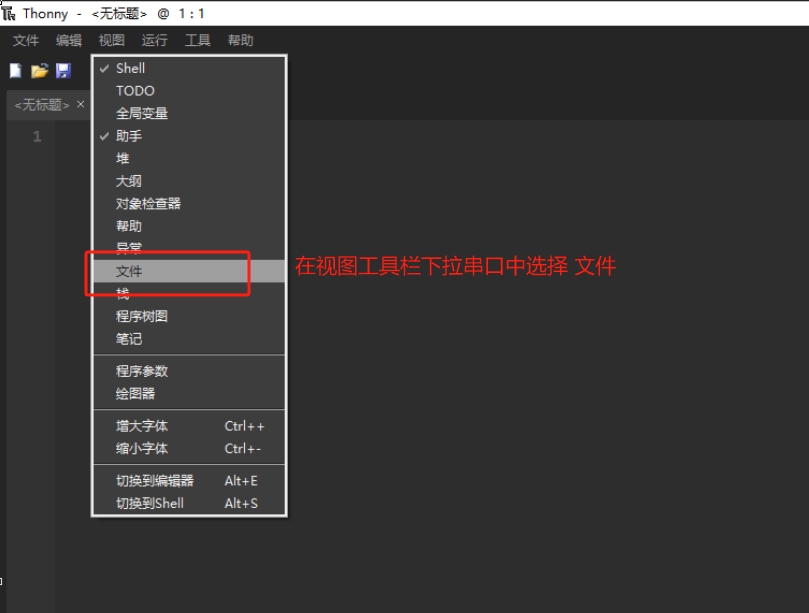 Thonny - <无标题> @ 1 : 1
文件 编辑 视图 运行 工具 帮助
<无标题> ×
1
✓ Shell
TODO
全局变量
✓ 助手
堆
大纲
对象检查器
帮助
异常
文件
栈
程序树图
笔记
程序参数
绘图器
增大字体 Ctrl++
缩小字体 Ctrl+-
切换到编辑器 Alt+E
切换到Shell Alt+S
在视图工具栏下拉串口中选择 文件